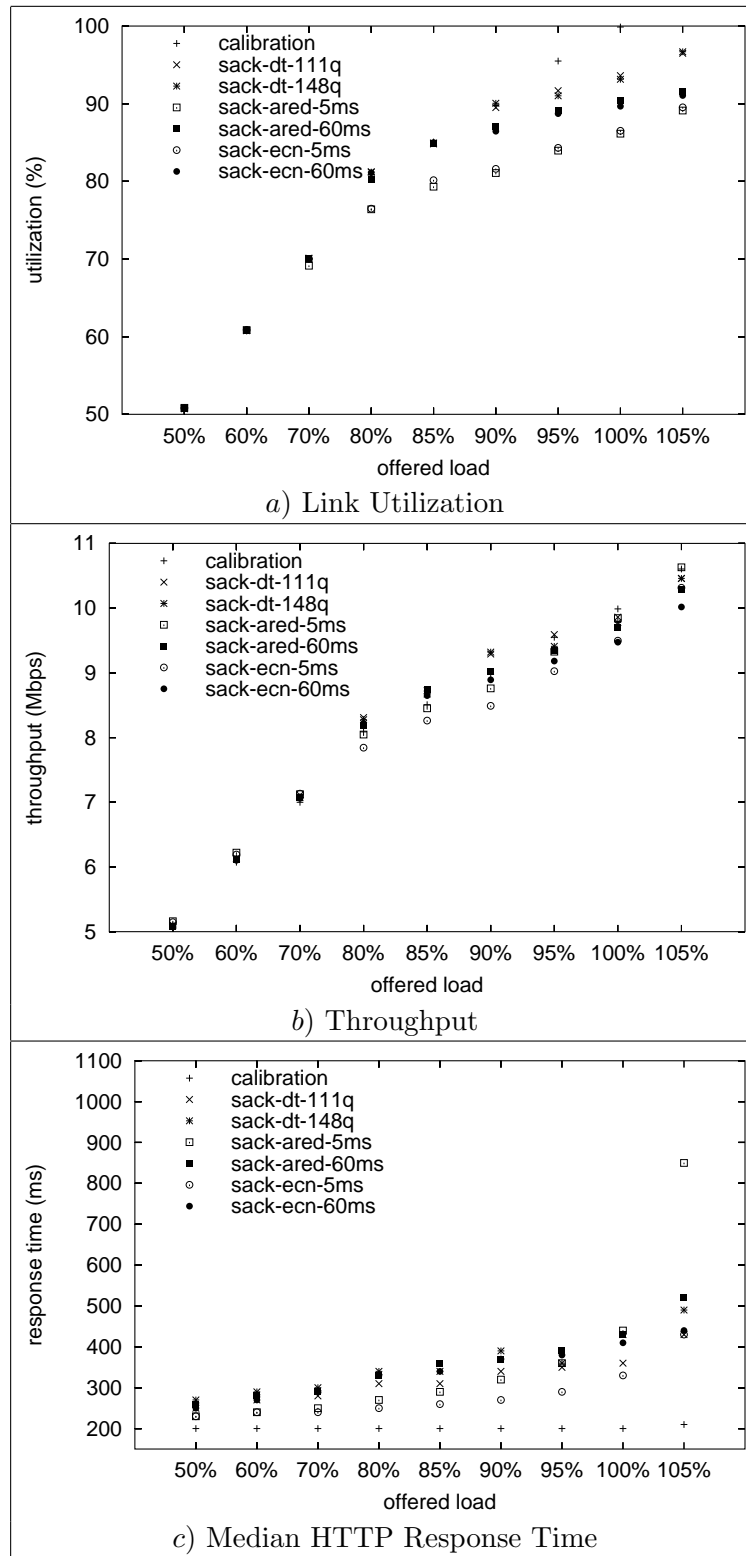 100
90
80
70
60
50
utilization (%)
calibration
sack-dt-111q
sack-dt-148q
sack-ared-5ms
sack-ared-60ms
sack-ecn-5ms
sack-ecn-60ms
50% 60% 70% 80% 85% 90% 95% 100% 105%
offered load
a) Link Utilization
11
10
9
8
7
6
5
throughput (Mbps)
calibration
sack-dt-111q
sack-dt-148q
sack-ared-5ms
sack-ared-60ms
sack-ecn-5ms
sack-ecn-60ms
50% 60% 70% 80% 85% 90% 95% 100% 105%
offered load
b) Throughput
1100
1000
900
800
700
600
500
400
300
200
response time (ms)
calibration
sack-dt-111q
sack-dt-148q
sack-ared-5ms
sack-ared-60ms
sack-ecn-5ms
sack-ecn-60ms
50% 60% 70% 80% 85% 90% 95% 100% 105%
offered load
c) Median HTTP Response Time